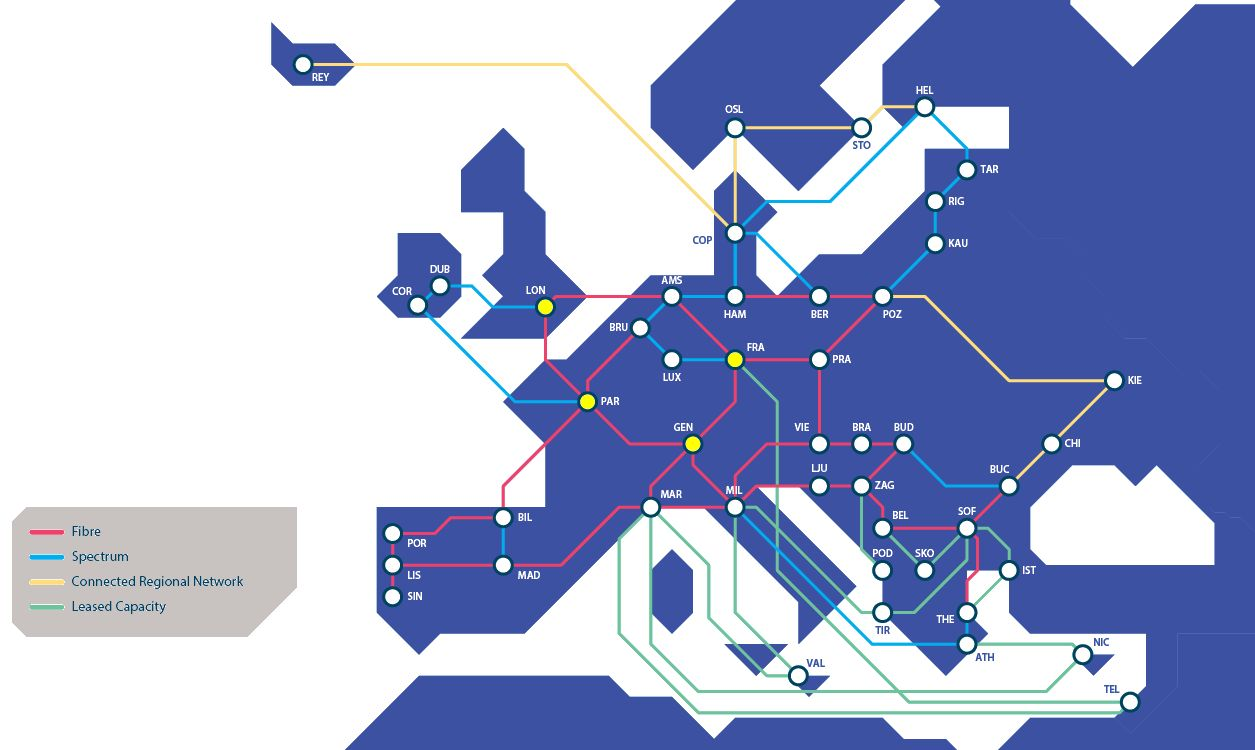 REY
HEL
OSL
STO
TAR
RIG
COP
KAU
DUB
AMS
COR
LON
HAM
BER
POZ
BRU
FRA
PRA
LUX
KIE
PAR
GEN
VIE
BRA
BUD
CHI
LJU
BUC
ZAG
MAR
MIL
BIL
BEL
SOF
Fibre
POR
POD
SKO
Spectrum
LIS
MAD
IST
Connected Regional Network
SIN
Leased Capacity
THE
TIR
NIC
ATH
VAL
TEL